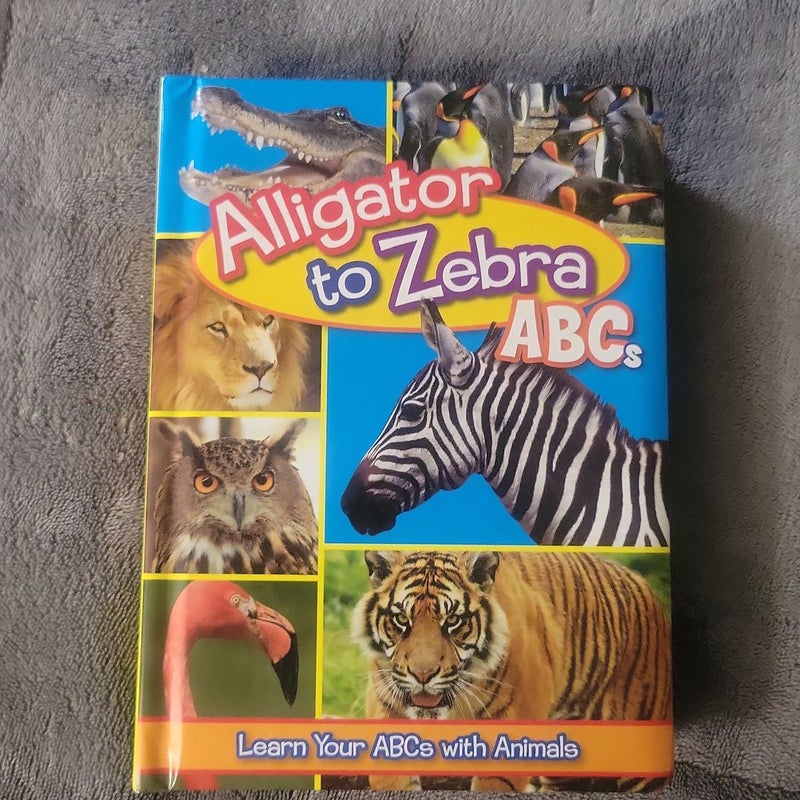 Alligator
to Zebra
ABCs
Learn Your ABCs with Animals